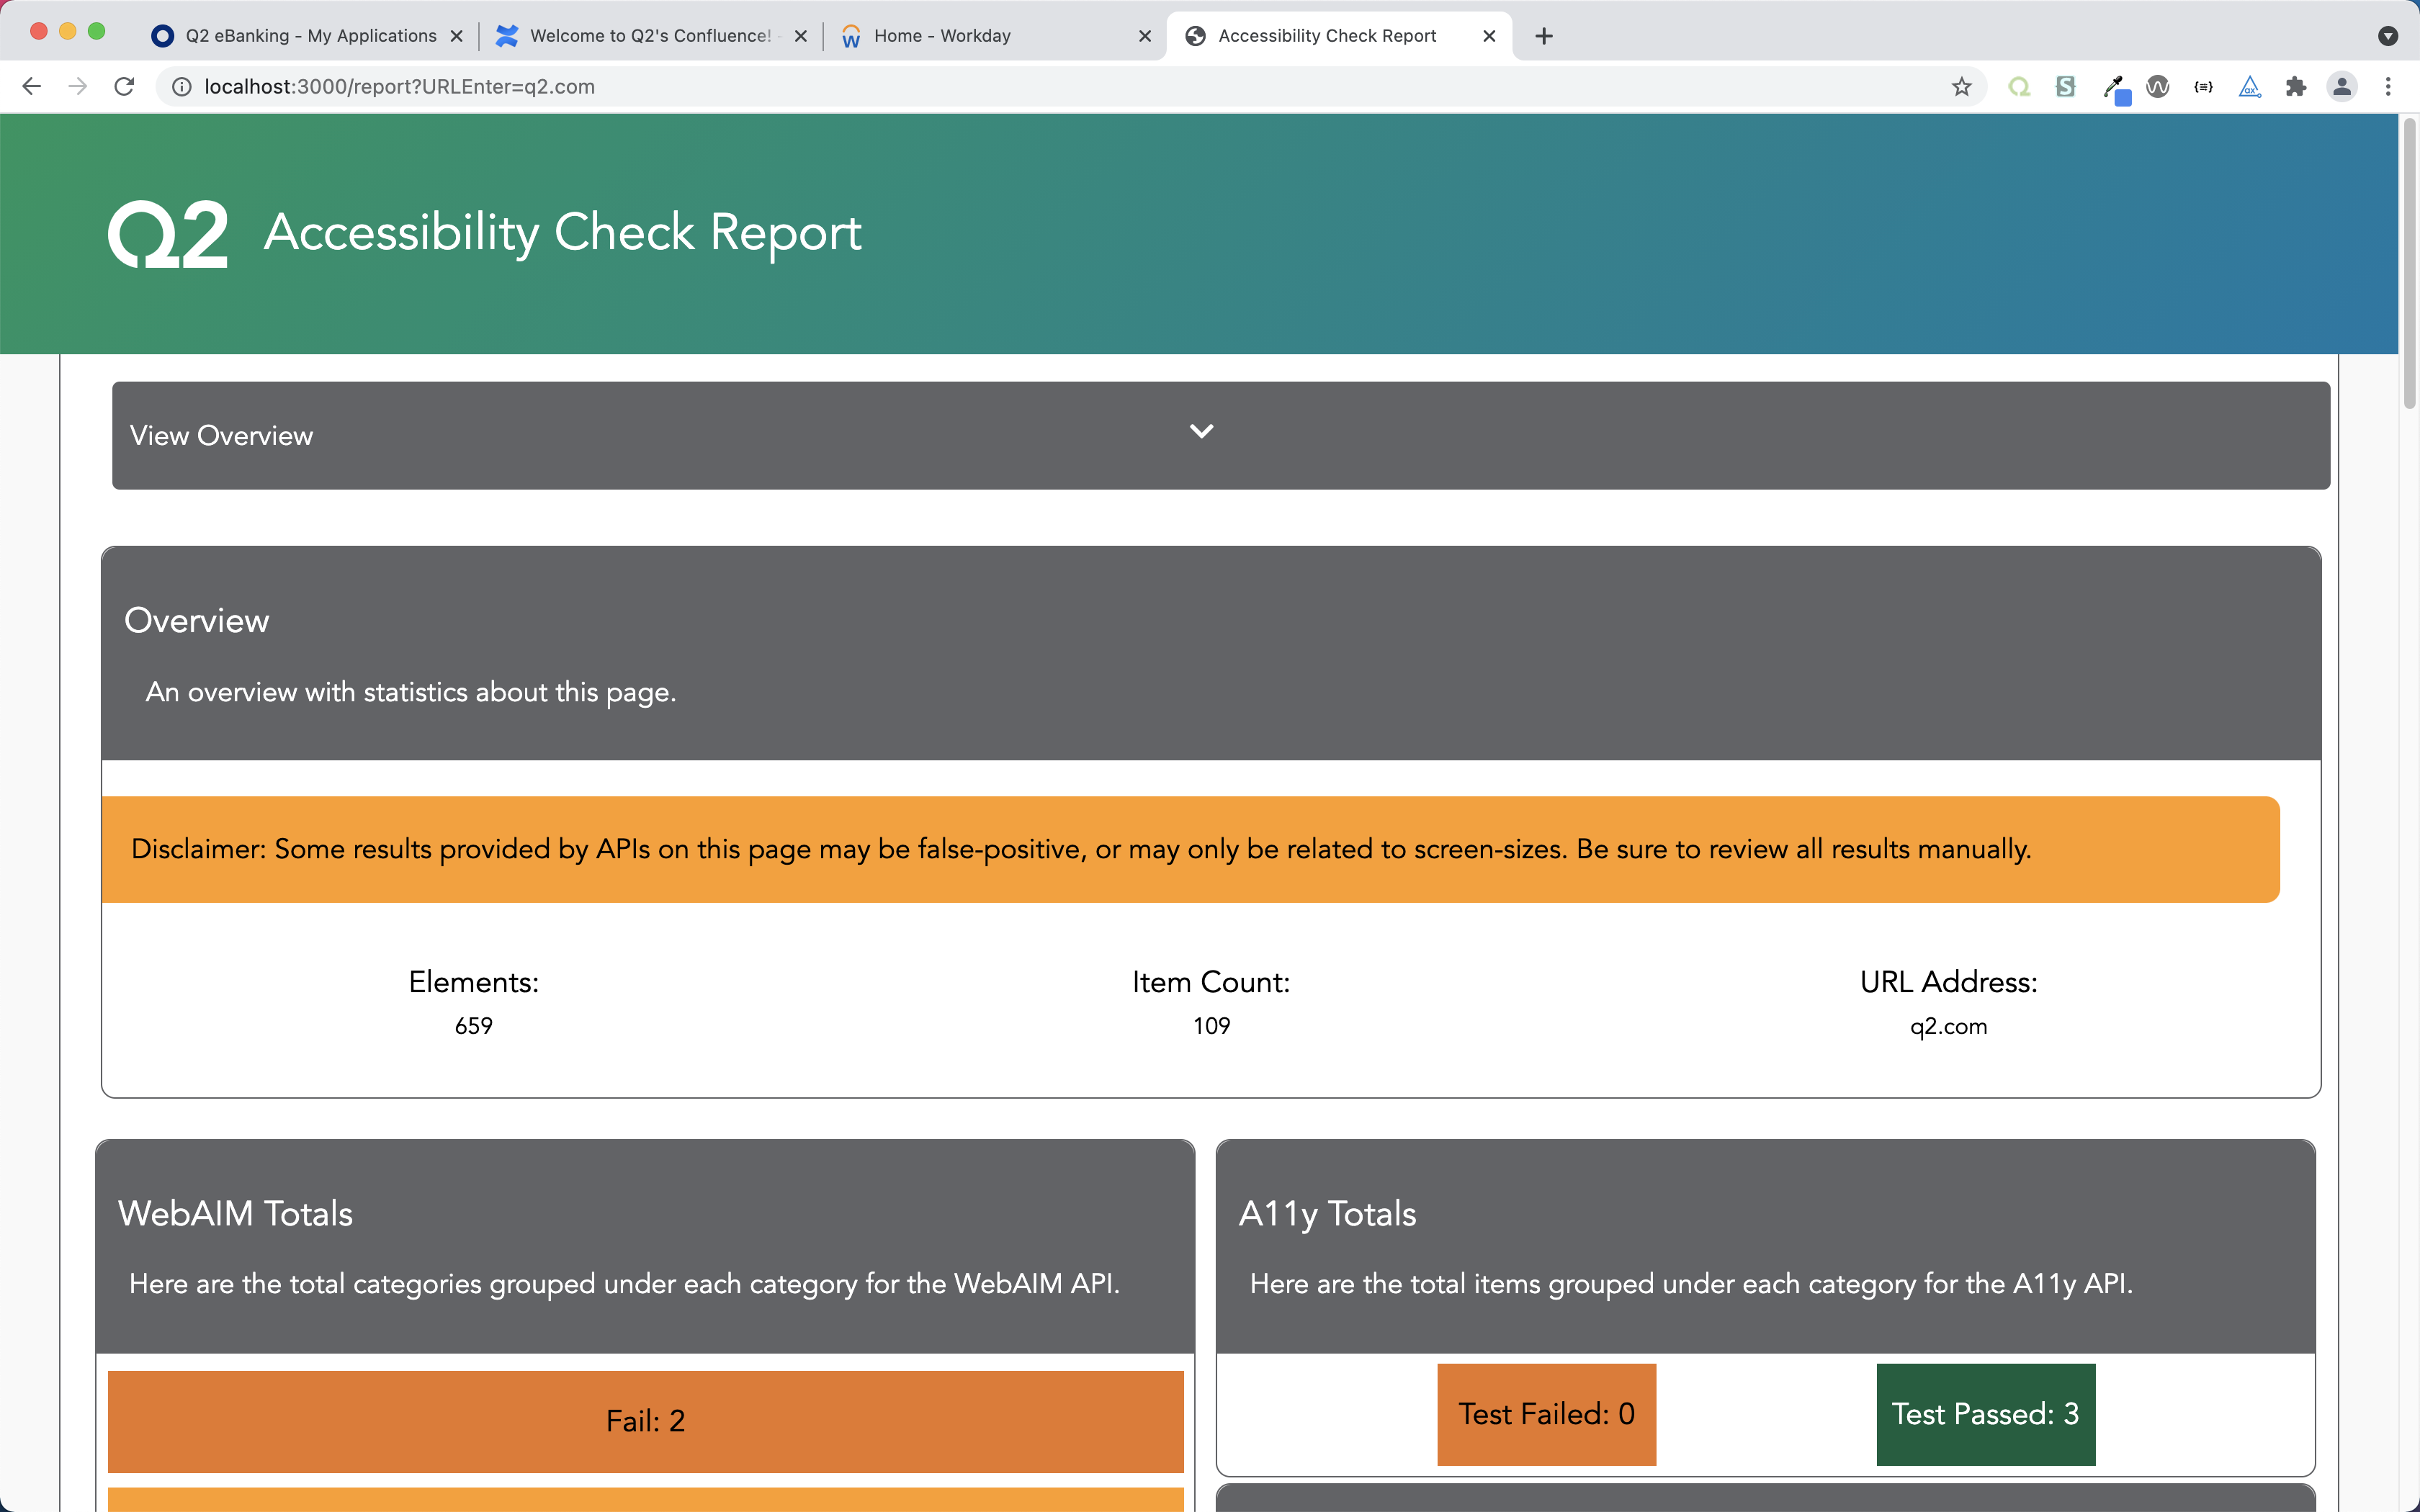 Q2 eBanking - My Applications
Welcome to Q2's Confluence! -
Home - Workday
Accessibility Check Report
localhost:3000/report?URLEnter=q2.com
Q2 Accessibility Check Report
View Overview
Overview
An overview with statistics about this page.
Disclaimer: Some results provided by APIs on this page may be false-positive, or may only be related to screen-sizes. Be sure to review all results manually.
Elements:
659
Item Count:
109
URL Address:
q2.com
WebAIM Totals
Here are the total categories grouped under each category for the WebAIM API.
Fail: 2
A11y Totals
Here are the total items grouped under each category for the A11y API.
Test Failed: 0
Test Passed: 3